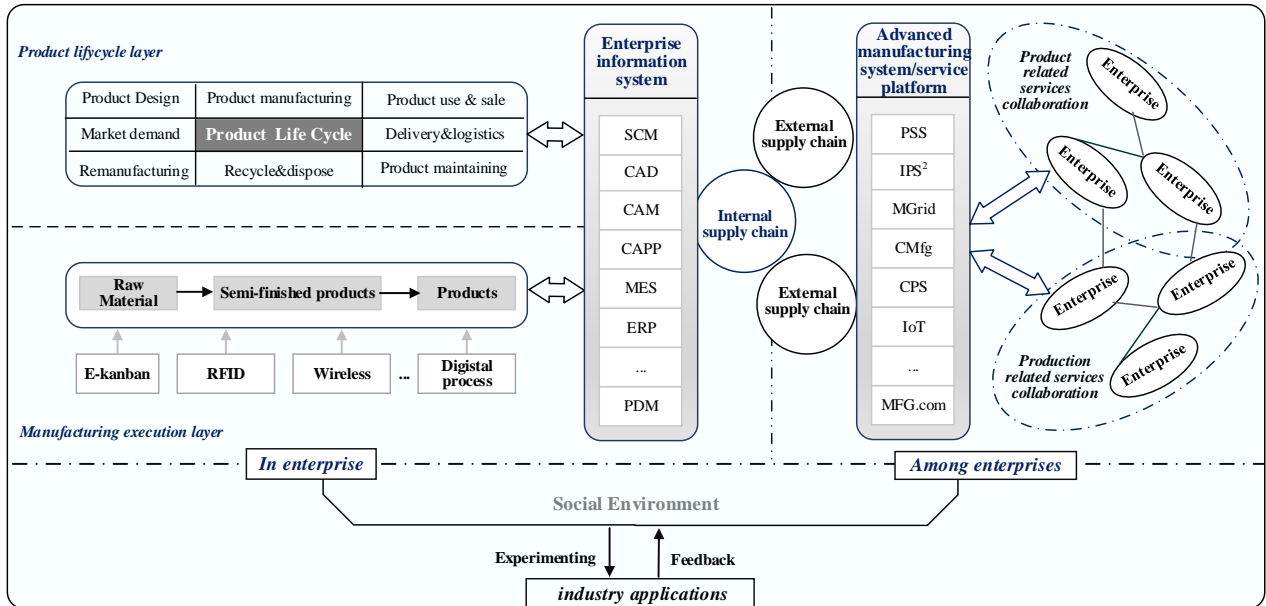 Product lifycycle layer
Product Design
Product manufacturing
Product use & sale
Market demand
Product Life Cycle
Delivery&logistics
Remanufacturing
Recycle&dispose
Product maintaining
Raw
Material
Semi-finished products
Products
E-kanban
RFID
Wireless
...
Digistal
process
Manufacturing execution layer
Enterprise
information
system
SCM
CAD
CAM
CAPP
MES
ERP
...
PDM
External
supply chain
Internal
supply chain
External
supply chain
Advanced
manufacturing
system/service
platform
PSS
IPS²
MGrid
CMfg
CPS
IoT
...
MFG.com
Product
related
services
collaboration
Enterprise
Enterprise
Enterprise
Enterprise
Enterprise
Enterprise
Production
related services
collaboration
In enterprise
Among enterprises
Social Environment
Experimenting
Feedback
industry applications